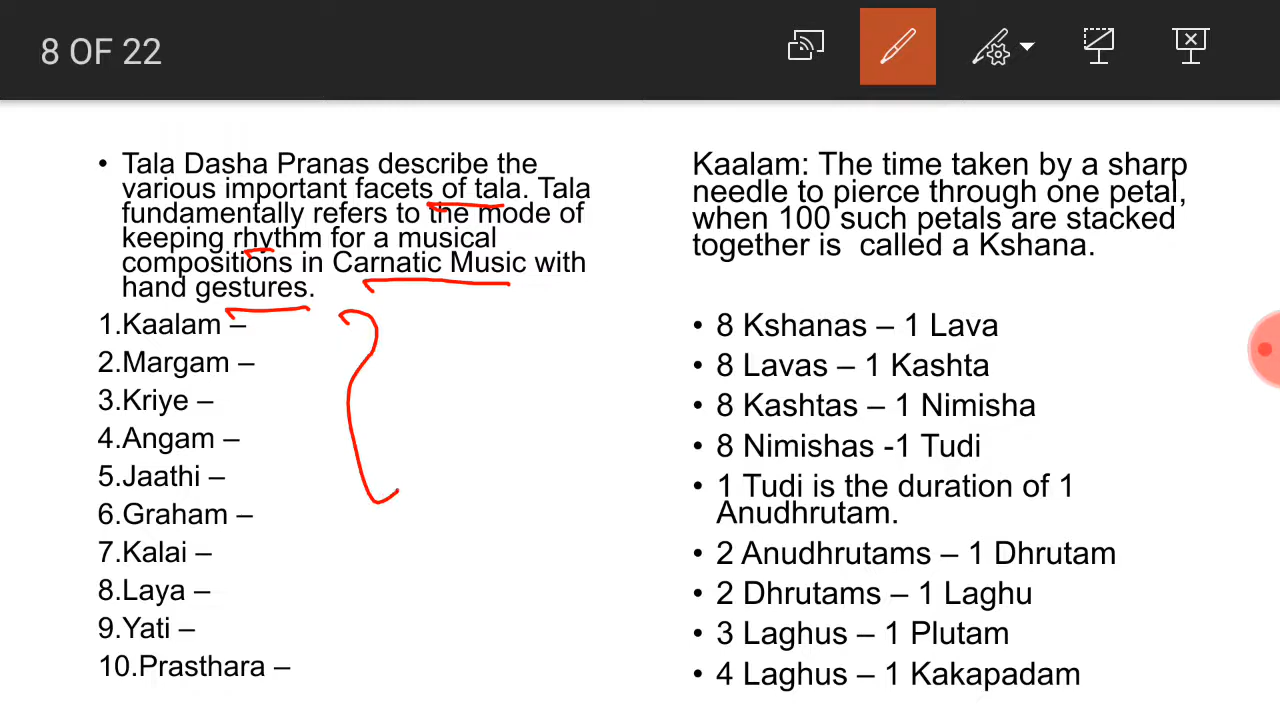 8 OF 22
• Tala Dasha Pranas describe the
various important facets of tala. Tala
fundamentally refers to the mode of
keeping rhythm for a musical
compositions in Carnatic Music with
hand gestures.
1.Kaalam –
2.Margam –
3.Kriye –
4.Angam –
5.Jaathi –
6.Graham –
7.Kalai –
8.Laya –
9.Yati –
10.Prasthara –
Kaalam: The time taken by a sharp
needle to pierce through one petal,
when 100 such petals are stacked
together is called a Kshana.
• 8 Kshanas – 1 Lava
• 8 Lavas – 1 Kashta
• 8 Kashtas – 1 Nimisha
• 8 Nimishas -1 Tudi
• 1 Tudi is the duration of 1
Anudhrutam.
• 2 Anudhrutams – 1 Dhrutam
• 2 Dhrutams – 1 Laghu
• 3 Laghus – 1 Plutam
• 4 Laghus – 1 Kakapadam